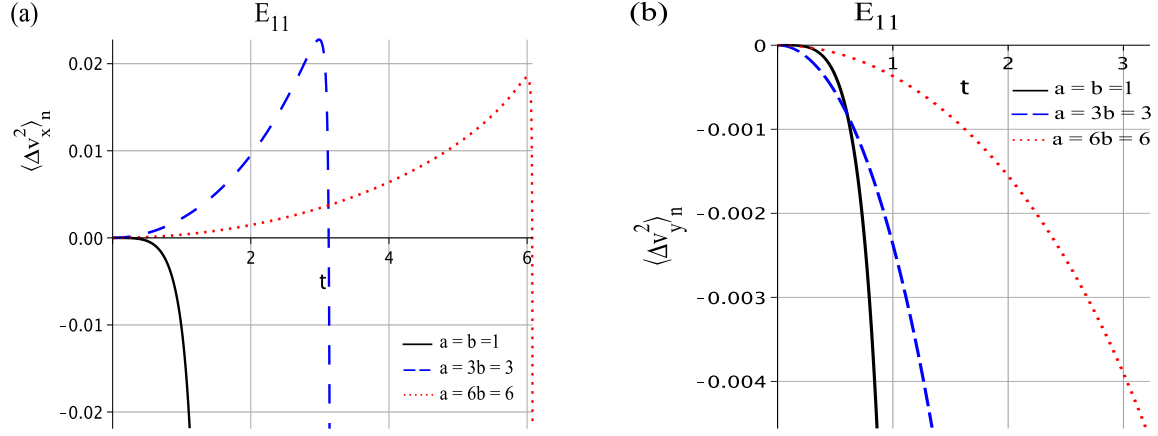 (a)
E11
0.02
0.01
0.00
-0.01
-0.02
2
4
6
t
⟨Δv²x⟩n
a = b =1
a = 3b = 3
a = 6b = 6
(b)
E11
0
-0.001
-0.002
-0.003
-0.004
1
2
3
t
⟨Δv²y⟩n
a = b =1
a = 3b = 3
a = 6b = 6